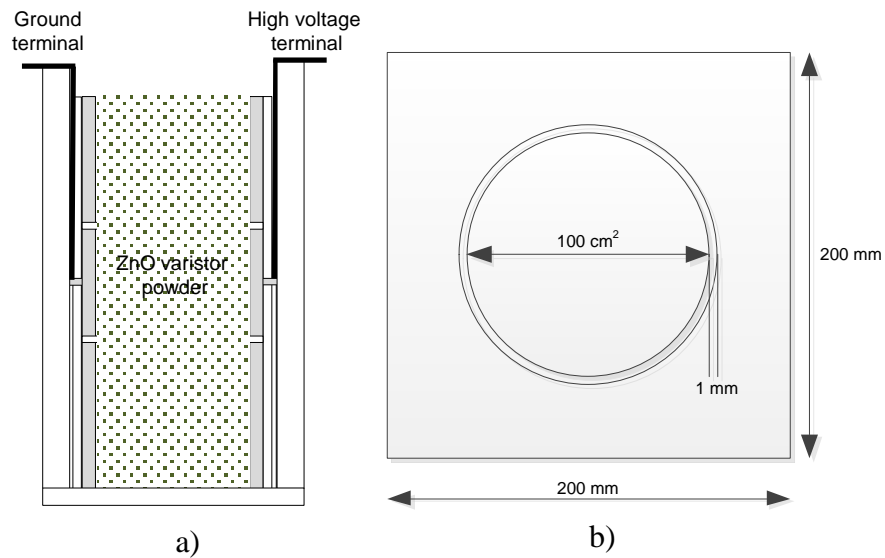 Ground
terminal
High voltage
terminal
ZnO varistor
powder
a)
100 cm²
1 mm
200 mm
200 mm
b)